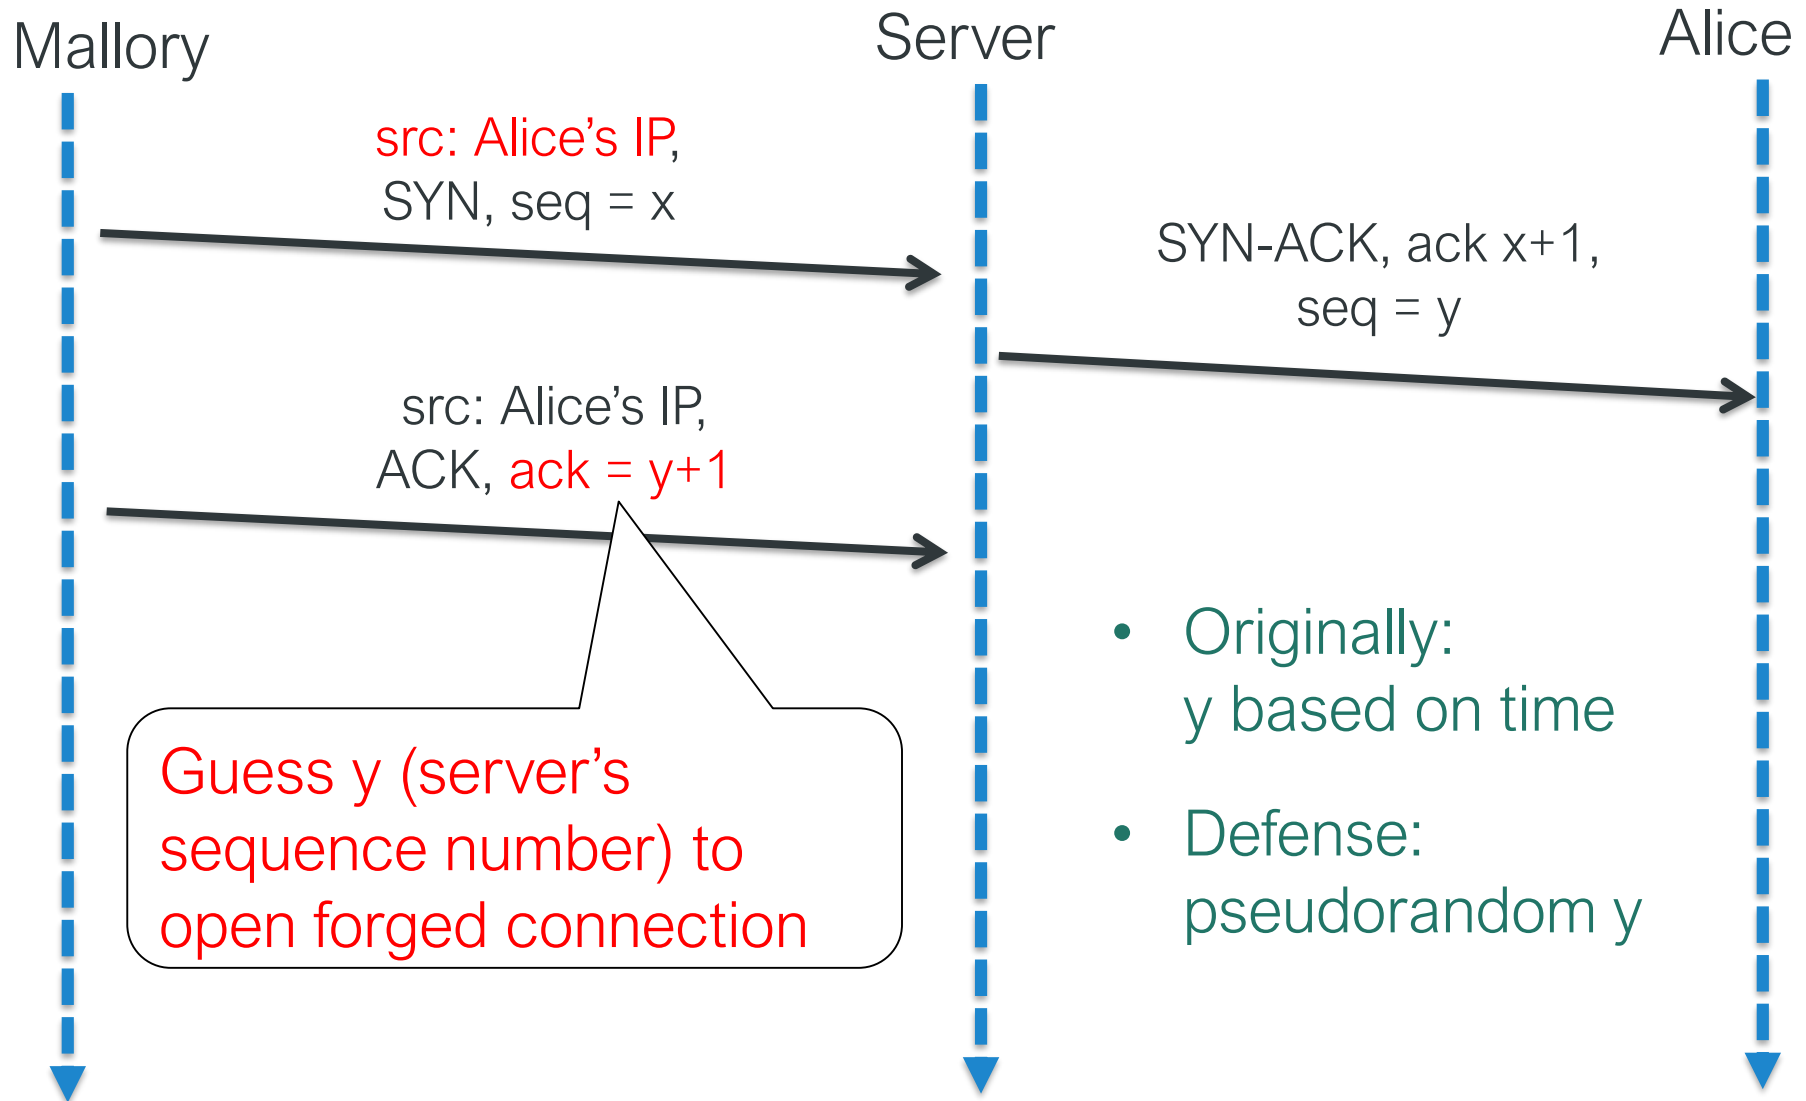 Mallory
Server
Alice
src: Alice’s IP,
SYN, seq = x
SYN-ACK, ack x+1,
seq = y
src: Alice’s IP,
ACK, ack = y+1
Guess y (server’s
sequence number) to
open forged connection
• Originally:
y based on time
• Defense:
pseudorandom y